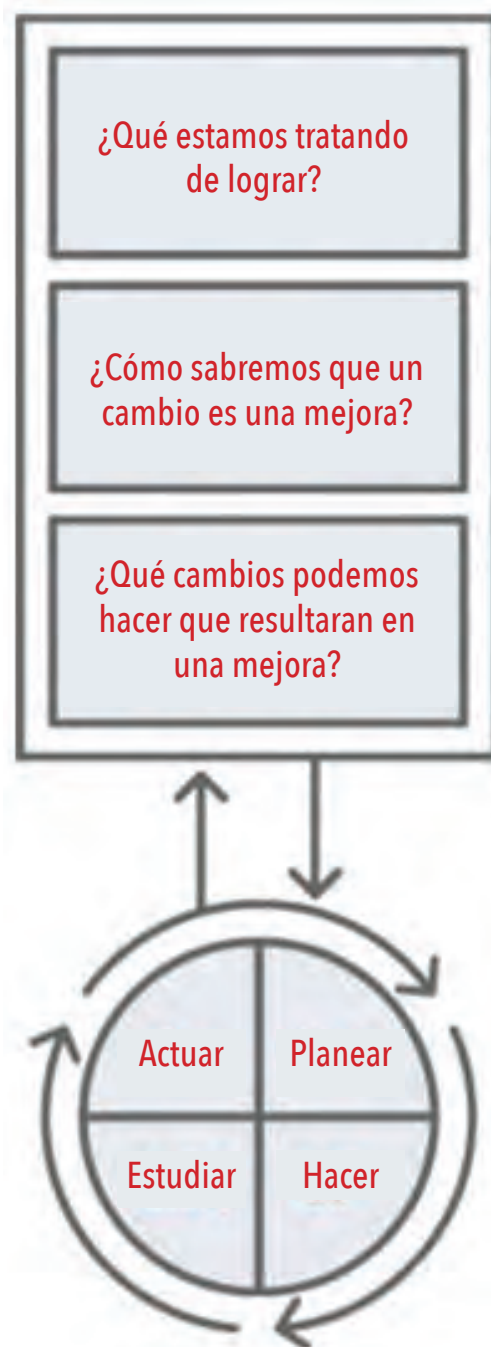 ¿Qué estamos tratando
de lograr?
¿Cómo sabremos que un
cambio es una mejora?
¿Qué cambios podemos
hacer que resultaran en
una mejora?
Actuar
Planear
Estudiar
Hacer